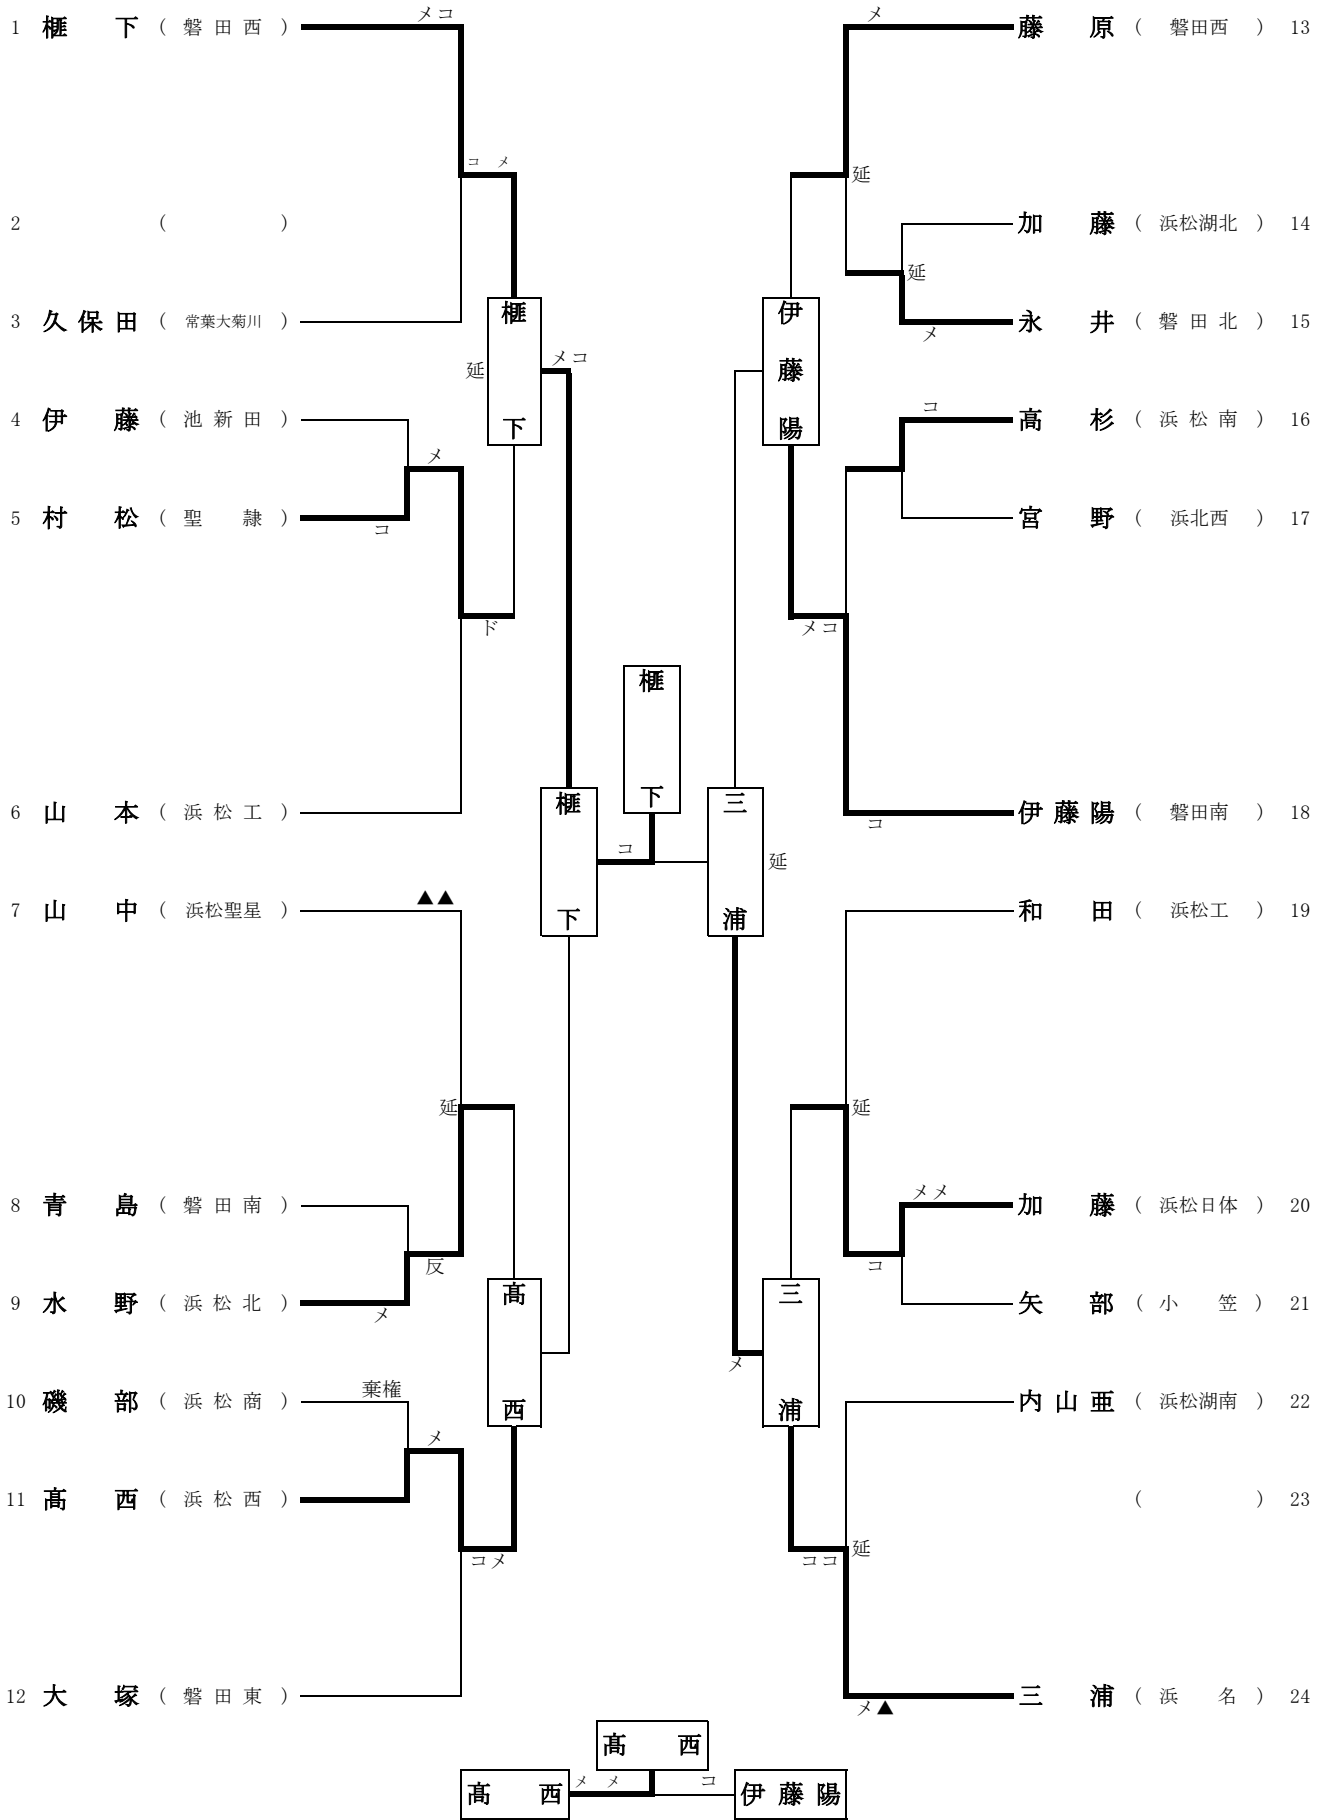 1 榧下 ( 磐田西 )
メコ
コ メ
2 ( )
3 久保田 ( 常葉大菊川 )
榧下
延
メコ
4 伊藤 ( 池新田 )
メ
5 村松 ( 聖隷 )
コ
ド
6 山本 ( 浜松工 )
榧下
7 山中 ( 浜松聖星 )
▲▲
延
8 青島 ( 磐田南 )
反
9 水野 ( 浜松北 )
メ
髙西
10 磯部 ( 浜松商 )
棄権
メ
11 髙西 ( 浜松西 )
コメ
12 大塚 ( 磐田東 )
榧下
コ
メ
藤原 ( 磐田西 ) 13
延
加藤 ( 浜松湖北 ) 14
延
永井 ( 磐田北 ) 15
メ
伊藤陽
コ
高杉 ( 浜松南 ) 16
宮野 ( 浜北西 ) 17
メコ
伊藤陽 ( 磐田南 ) 18
コ
三浦
延
和田 ( 浜松工 ) 19
延
メメ
加藤 ( 浜松日体 ) 20
コ
矢部 ( 小笠 ) 21
三浦
メ
内山亜 ( 浜松湖南 ) 22
( ) 23
ココ
延
三浦 ( 浜名 ) 24
メ▲
髙西
髙西 メ メ コ 伊藤陽